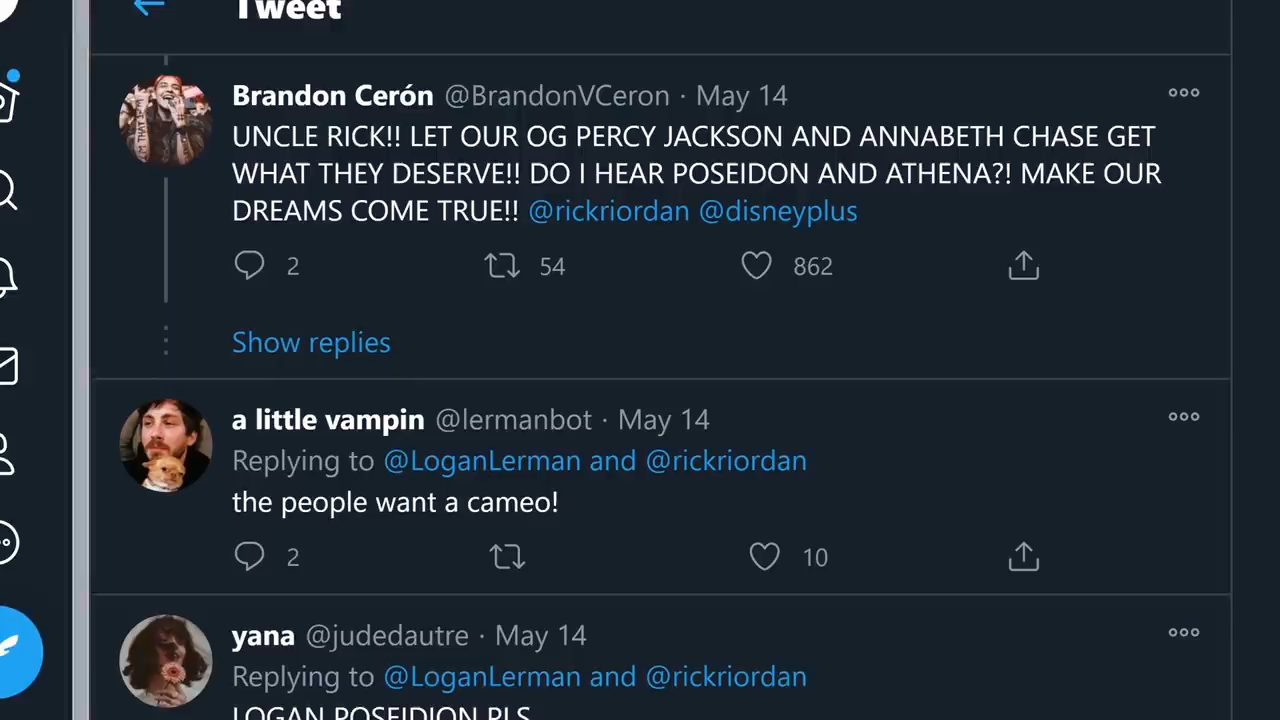 Tweet
Brandon Cerón @BrandonVCeron · May 14
UNCLE RICK!! LET OUR OG PERCY JACKSON AND ANNABETH CHASE GET
WHAT THEY DESERVE!! DO I HEAR POSEIDON AND ATHENA?! MAKE OUR
DREAMS COME TRUE!! @rickriordan @disneyplus
2 54 862
Show replies
a little vampin @lermanbot · May 14
Replying to @LoganLerman and @rickriordan
the people want a cameo!
2 10
yana @judedautre · May 14
Replying to @LoganLerman and @rickriordan
LOGAN POSEIDION PLS